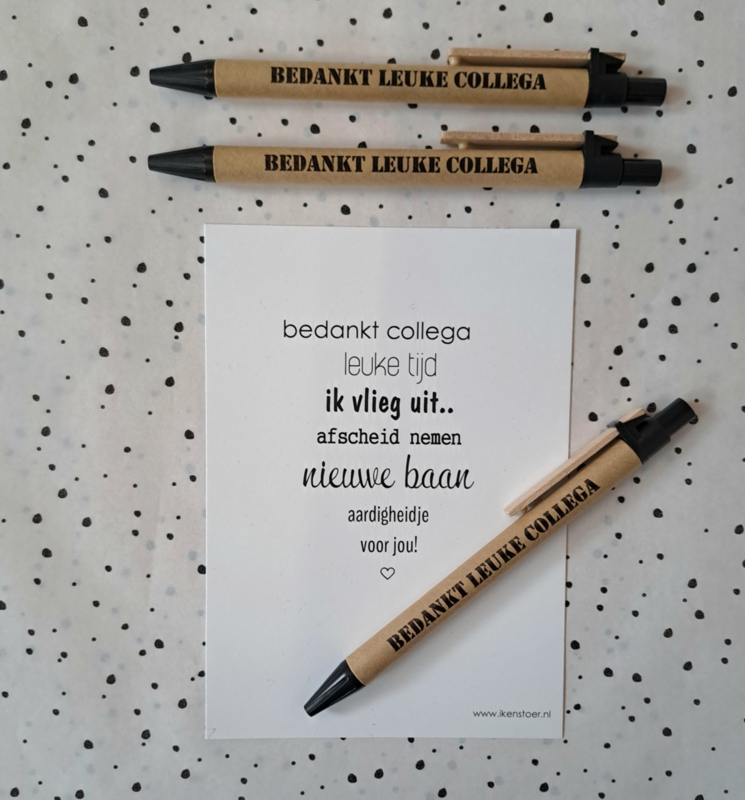 BEDANKT LEUKE COLLEGA
BEDANKT LEUKE COLLEGA
bedankt collega
leuke tijd
ik vlieg uit..
afscheid nemen
nieuwe baan
aardigheidje
voor jou!
BEDANKT LEUKE COLLEGA
www.ikenstoer.nl